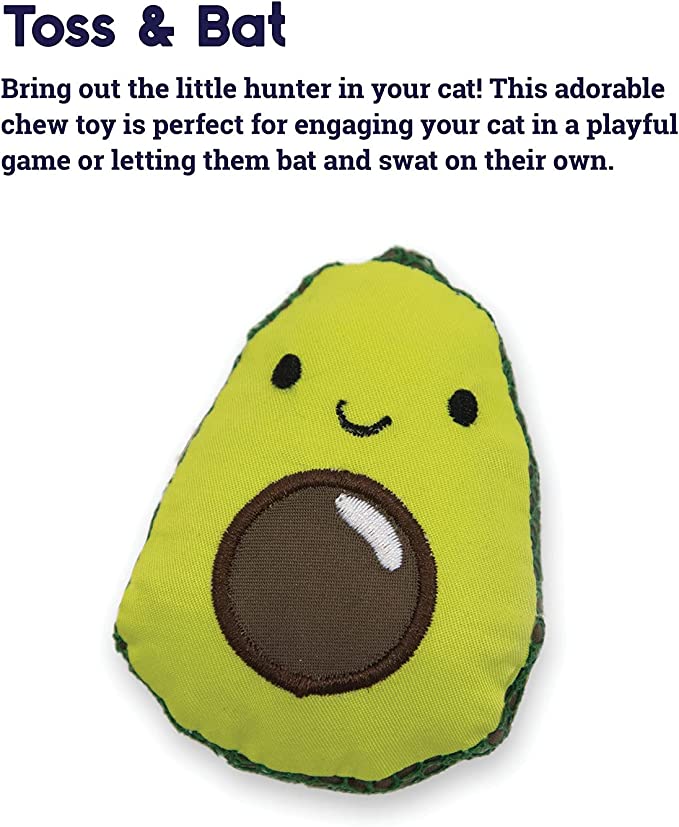 Toss & Bat
Bring out the little hunter in your cat! This adorable
chew toy is perfect for engaging your cat in a playful
game or letting them bat and swat on their own.